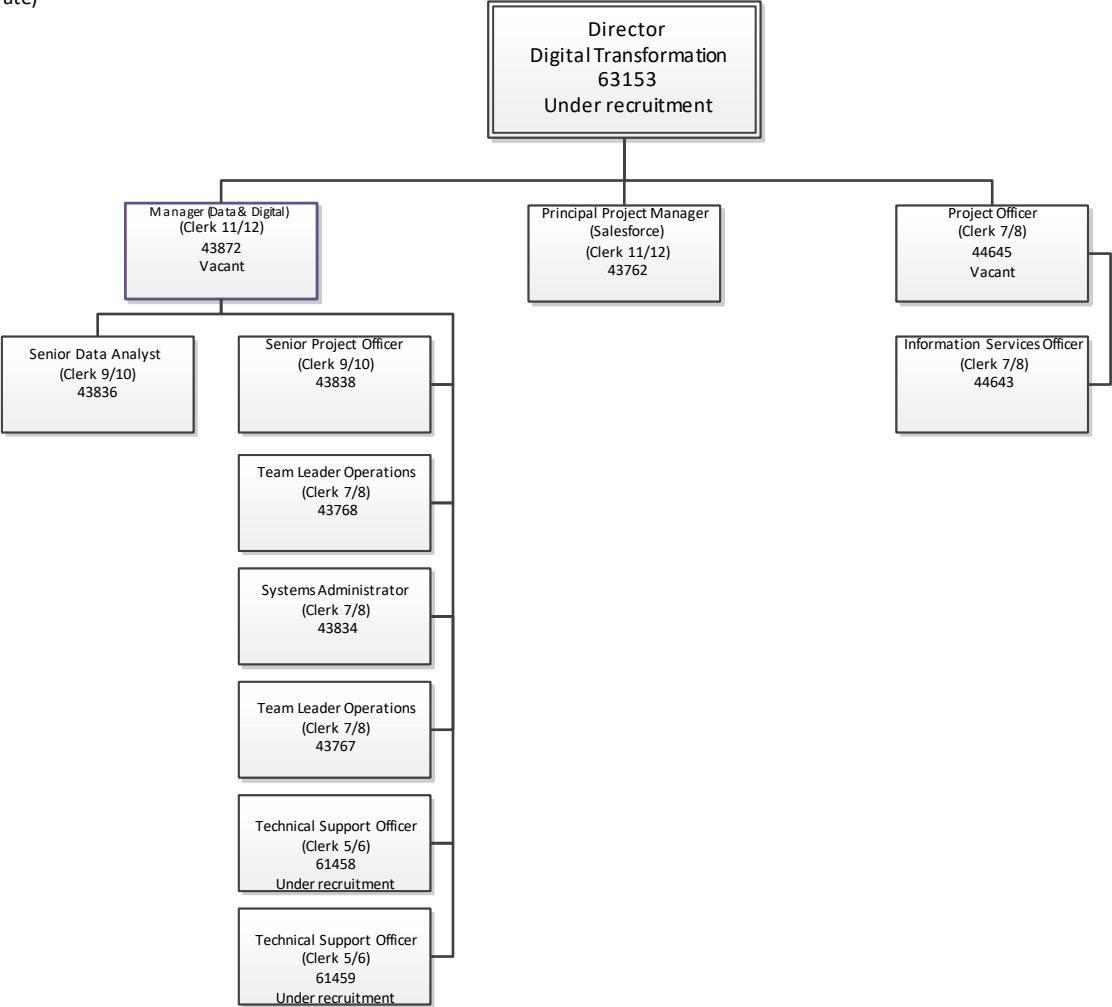 ate)
Director
Digital Transformation
63153
Under recruitment
Manager (Data & Digital)
(Clerk 11/12)
43872
Vacant
Principal Project Manager
(Salesforce)
(Clerk 11/12)
43762
Project Officer
(Clerk 7/8)
44645
Vacant
Senior Data Analyst
(Clerk 9/10)
43836
Senior Project Officer
(Clerk 9/10)
43838
Information Services Officer
(Clerk 7/8)
44643
Team Leader Operations
(Clerk 7/8)
43768
Systems Administrator
(Clerk 7/8)
43834
Team Leader Operations
(Clerk 7/8)
43767
Technical Support Officer
(Clerk 5/6)
61458
Under recruitment
Technical Support Officer
(Clerk 5/6)
61459
Under recruitment